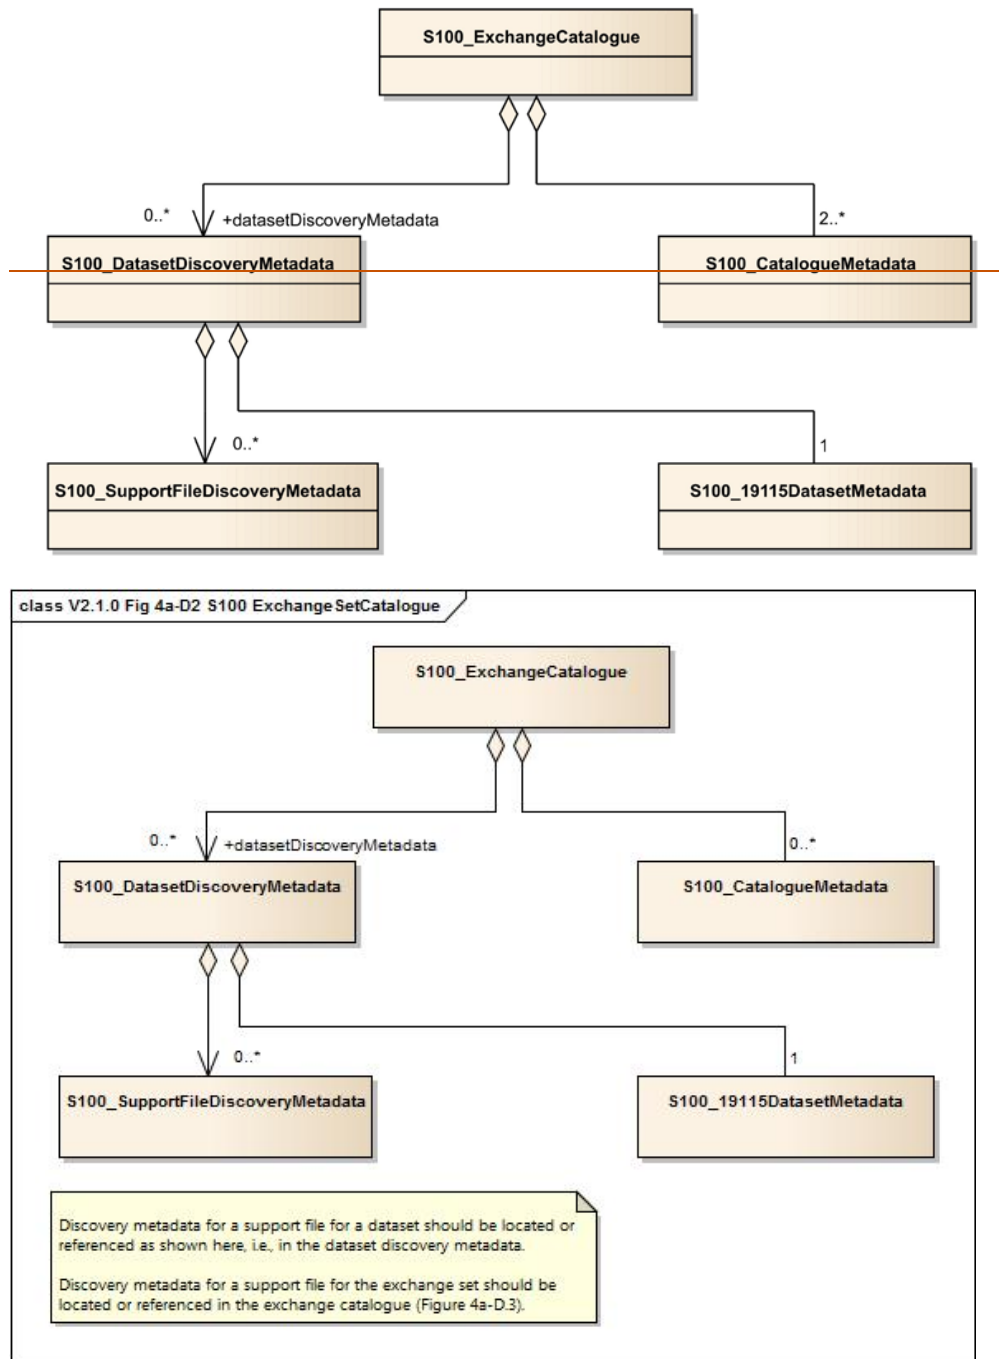 S100_ExchangeCatalogue
0..*
+datasetDiscoveryMetadata
2..*
S100_DatasetDiscoveryMetadata
S100_CatalogueMetadata
0..*
1
S100_SupportFileDiscoveryMetadata
S100_19115DatasetMetadata
class V2.1.0 Fig 4a-D2 S100 ExchangeSetCatalogue
S100_ExchangeCatalogue
0..*
+datasetDiscoveryMetadata
0..*
S100_DatasetDiscoveryMetadata
S100_CatalogueMetadata
0..*
1
S100_SupportFileDiscoveryMetadata
S100_19115DatasetMetadata
Discovery metadata for a support file for a dataset should be located or
referenced as shown here, i.e., in the dataset discovery metadata.
Discovery metadata for a support file for the exchange set should be
located or referenced in the exchange catalogue (Figure 4a-D.3).